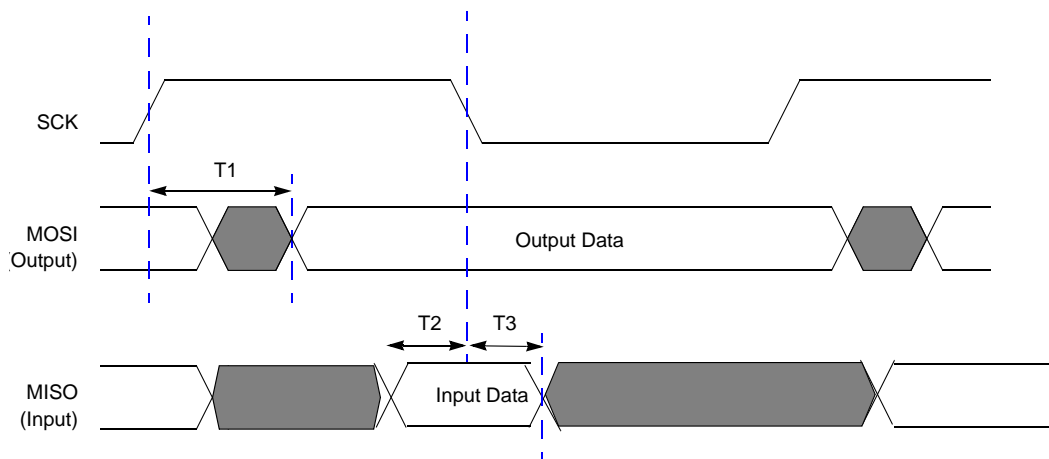 SCK
T1
MOSI
(Output)
Output Data
T2
T3
MISO
(Input)
Input Data